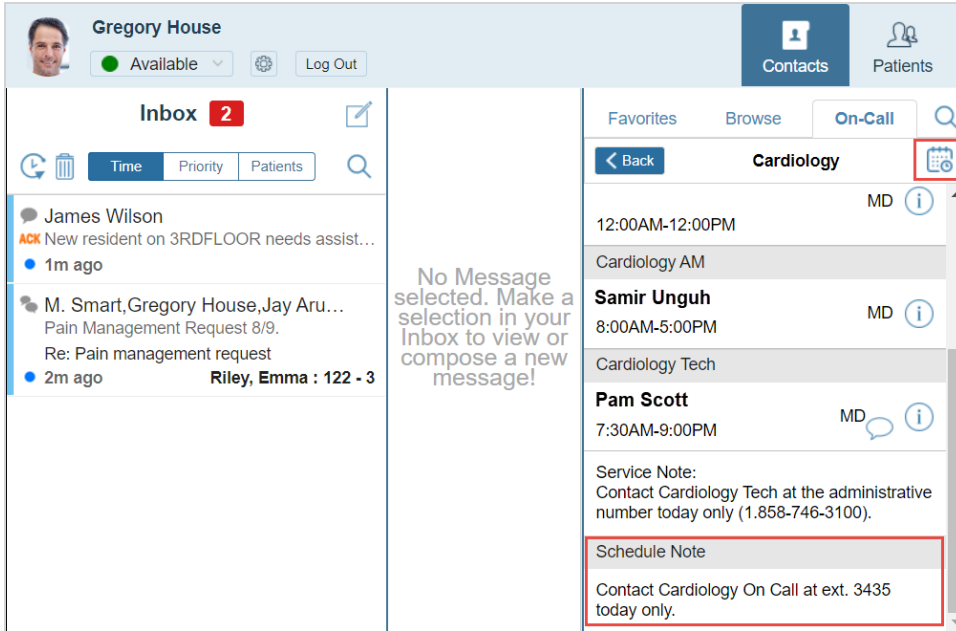 Gregory House
Available
Log Out
Contacts
Patients
Inbox 2
Time
Priority
Patients
James Wilson
ACK New resident on 3RDFLOOR needs assist...
1m ago
M. Smart,Gregory House,Jay Aru...
Pain Management Request 8/9.
Re: Pain management request
2m ago
Riley, Emma : 122 - 3
No Message
selected. Make a
selection in your
Inbox to view or
compose a new
message!
Favorites
Browse
On-Call
Back
Cardiology
MD
12:00AM-12:00PM
Cardiology AM
Samir Unguh
8:00AM-5:00PM
MD
Cardiology Tech
Pam Scott
7:30AM-9:00PM
MD
Service Note:
Contact Cardiology Tech at the administrative
number today only (1.858-746-3100).
Schedule Note
Contact Cardiology On Call at ext. 3435
today only.